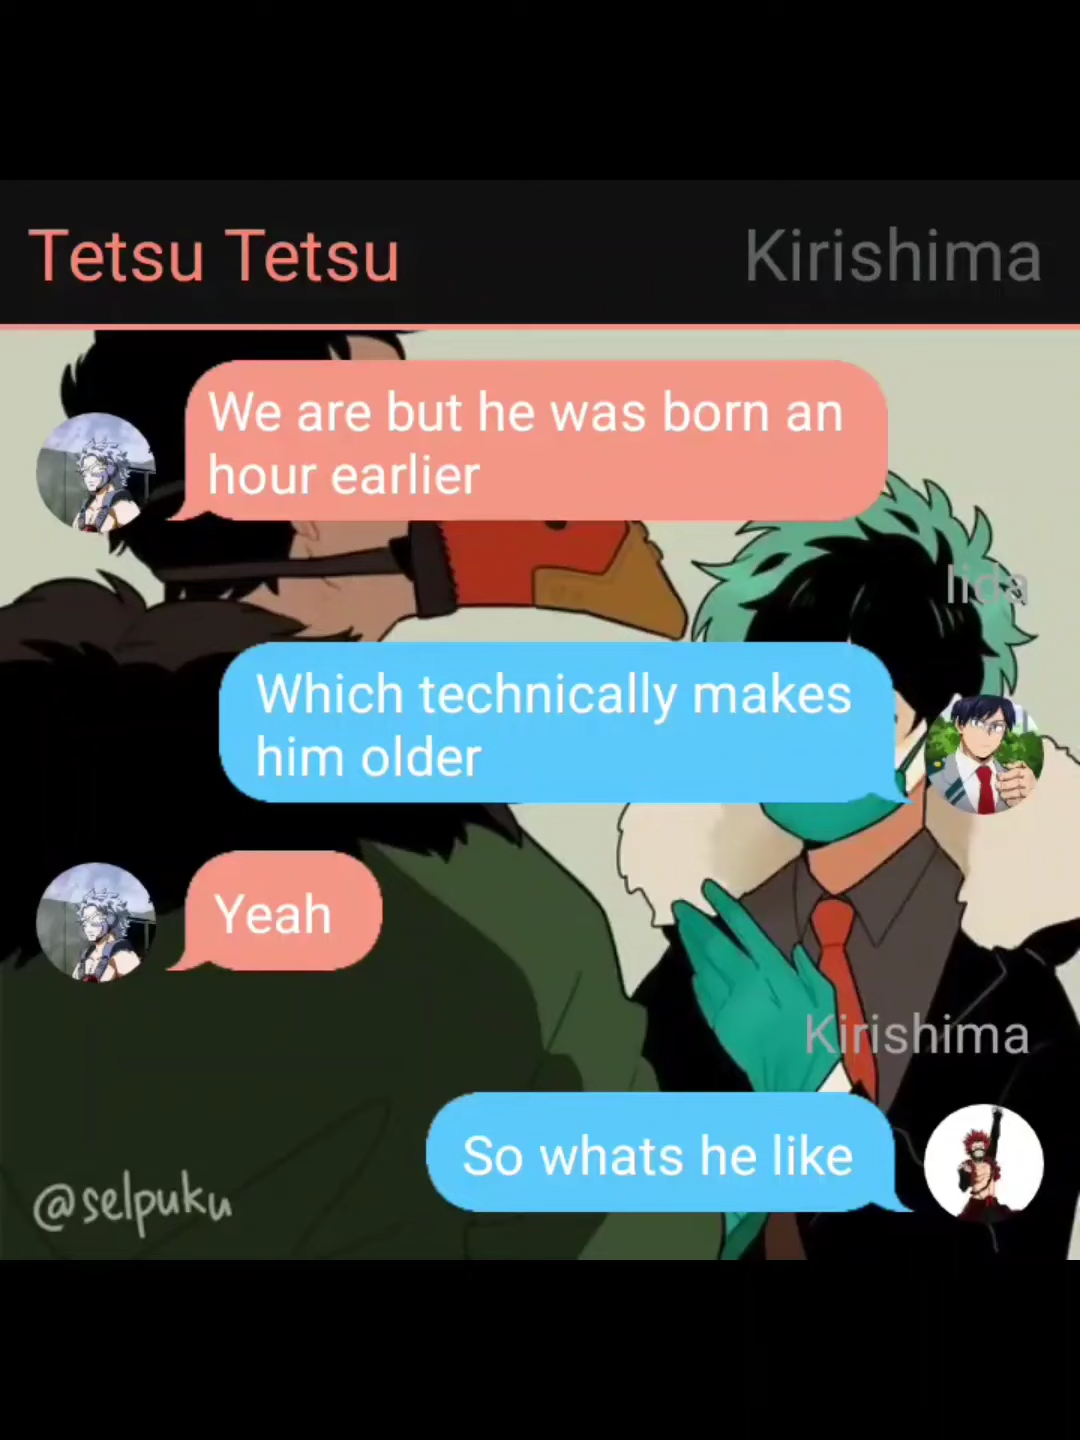 Tetsu Tetsu
Kirishima
We are but he was born an
hour earlier
Iida
Which technically makes
him older
Yeah
Kirishima
So whats he like
@selpuku